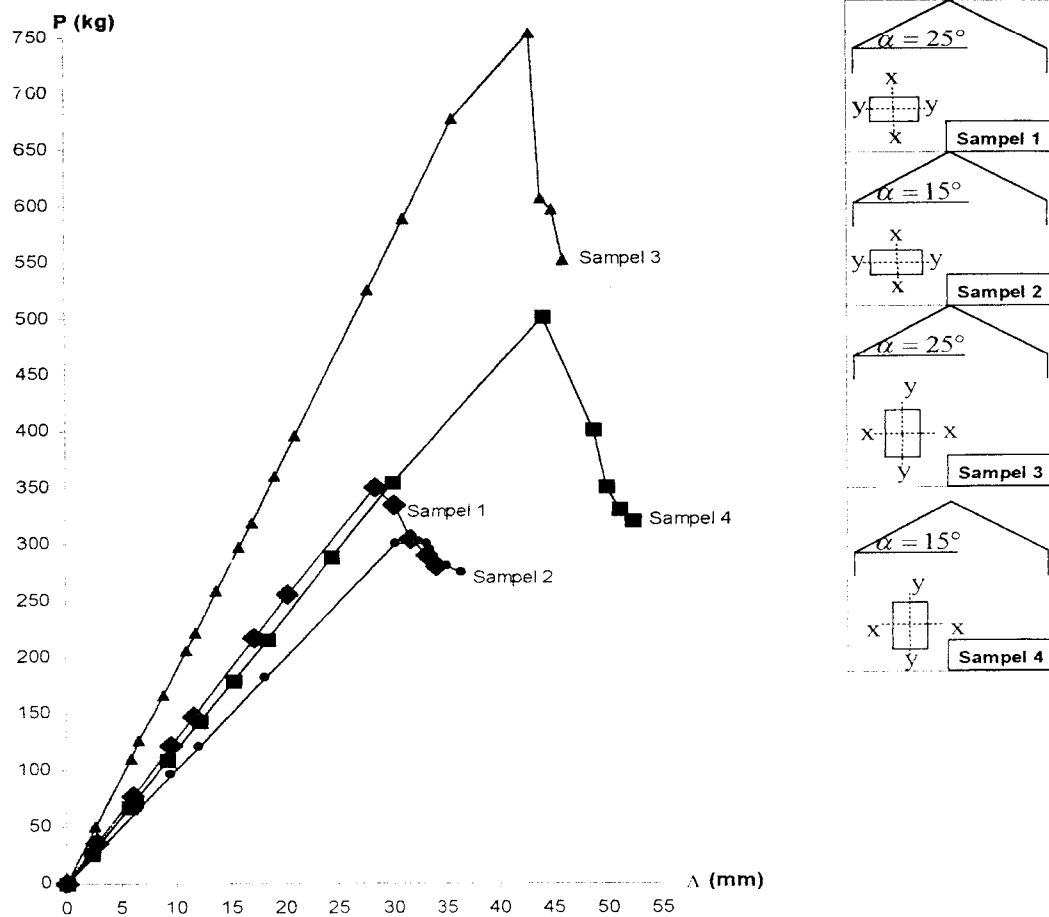 P (kg)
750
700
650
600
550
500
450
400
350
300
250
200
150
100
50
0
0 5 10 15 20 25 30 35 40 45 50 55
Δ (mm)
Sampel 3
Sampel 1
Sampel 4
Sampel 2
α = 25°
x
y y
x
Sampel 1
α = 15°
x
y y
x
Sampel 2
α = 25°
y
x x
y
Sampel 3
α = 15°
y
x x
y
Sampel 4